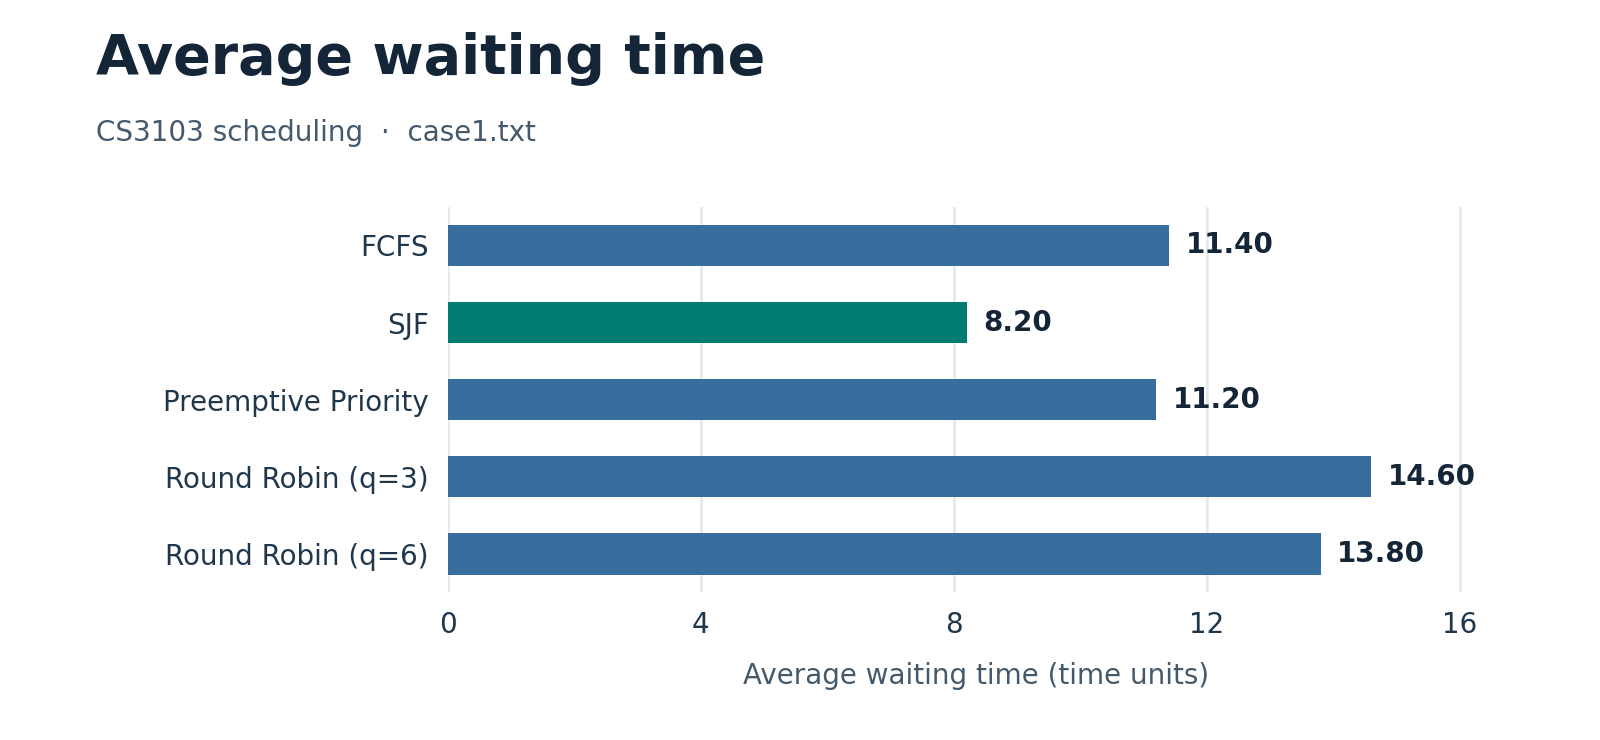 Average waiting time
CS3103 scheduling · case1.txt
FCFS 11.40
SJF 8.20
Preemptive Priority 11.20
Round Robin (q=3) 14.60
Round Robin (q=6) 13.80
0 4 8 12 16
Average waiting time (time units)